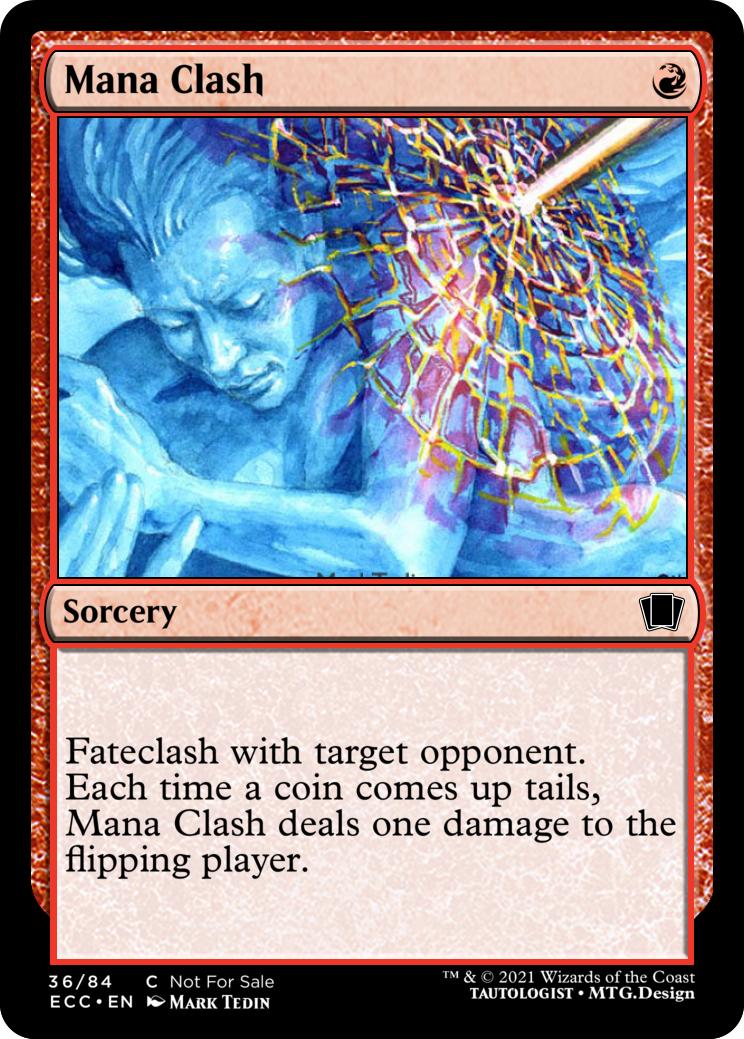 Mana Clash
Sorcery
Fateclash with target opponent.
Each time a coin comes up tails,
Mana Clash deals one damage to the
flipping player.
36/84 C Not For Sale
ECC • EN Mark Tedin
™ & © 2021 Wizards of the Coast
TAUTOLOGIST • MTG.Design